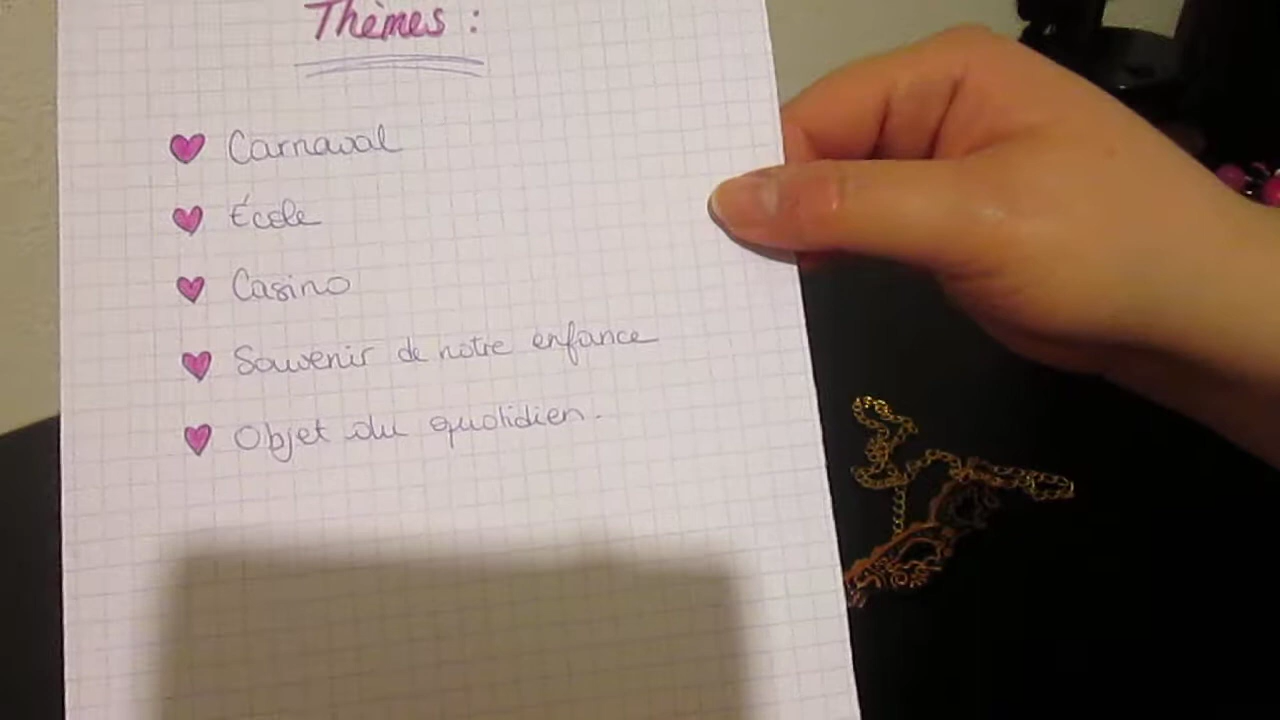 Thèmes :
Carnaval
École
Casino
Souvenir de notre enfance
Objet du quotidien.